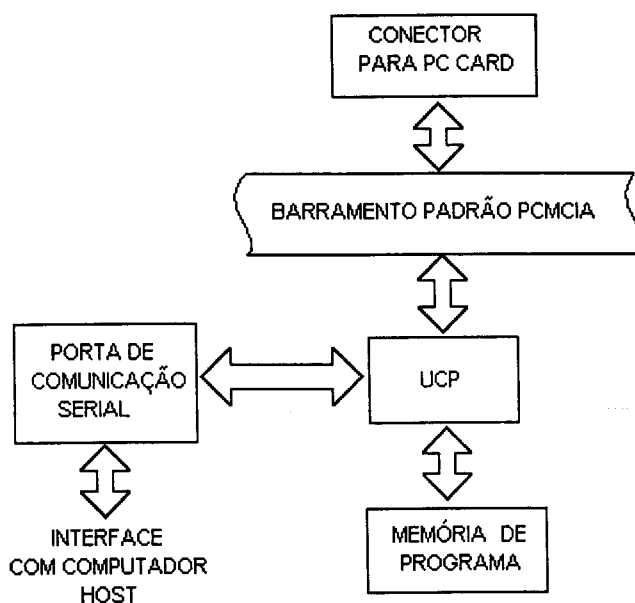 CONECTOR
PARA PC CARD
BARRAMENTO PADRÃO PCMCIA
PORTA DE
COMUNICAÇÃO
SERIAL
UCP
INTERFACE
COM COMPUTADOR
HOST
MEMÓRIA DE
PROGRAMA